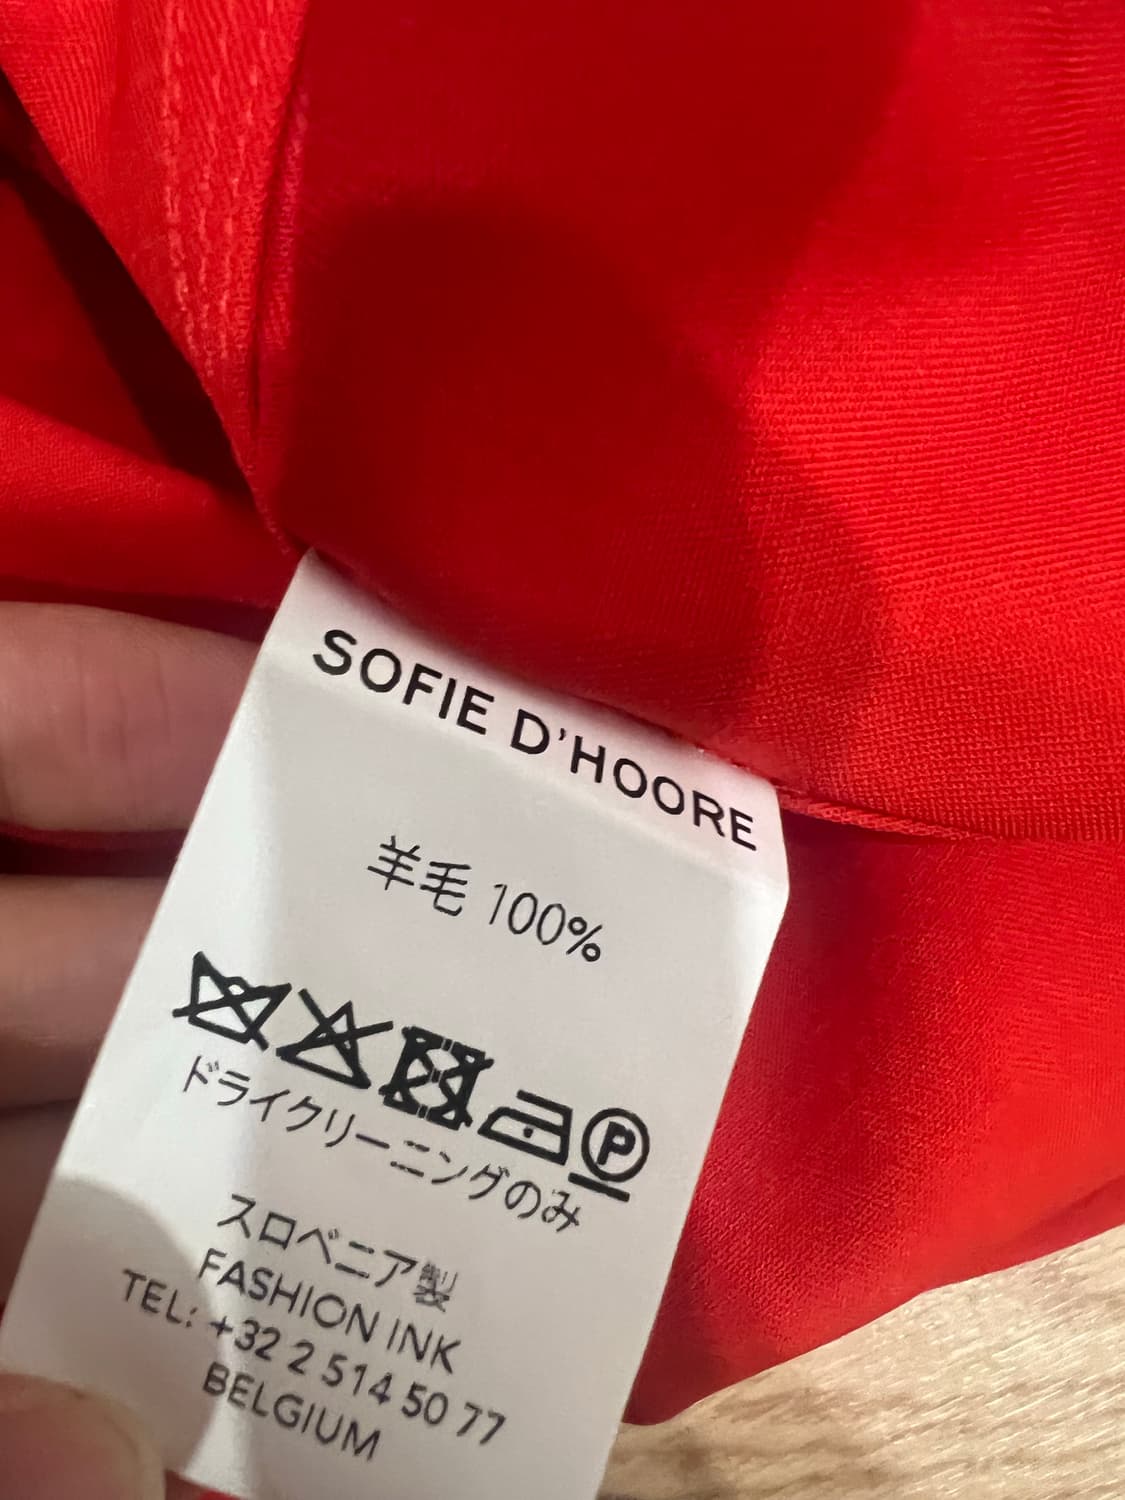 SOFIE D'HOORE
羊毛 100%
P
ドライクリーニングのみ
スロベニア製
FASHION INK
TEL: +32 2 514 50 77
BELGIUM